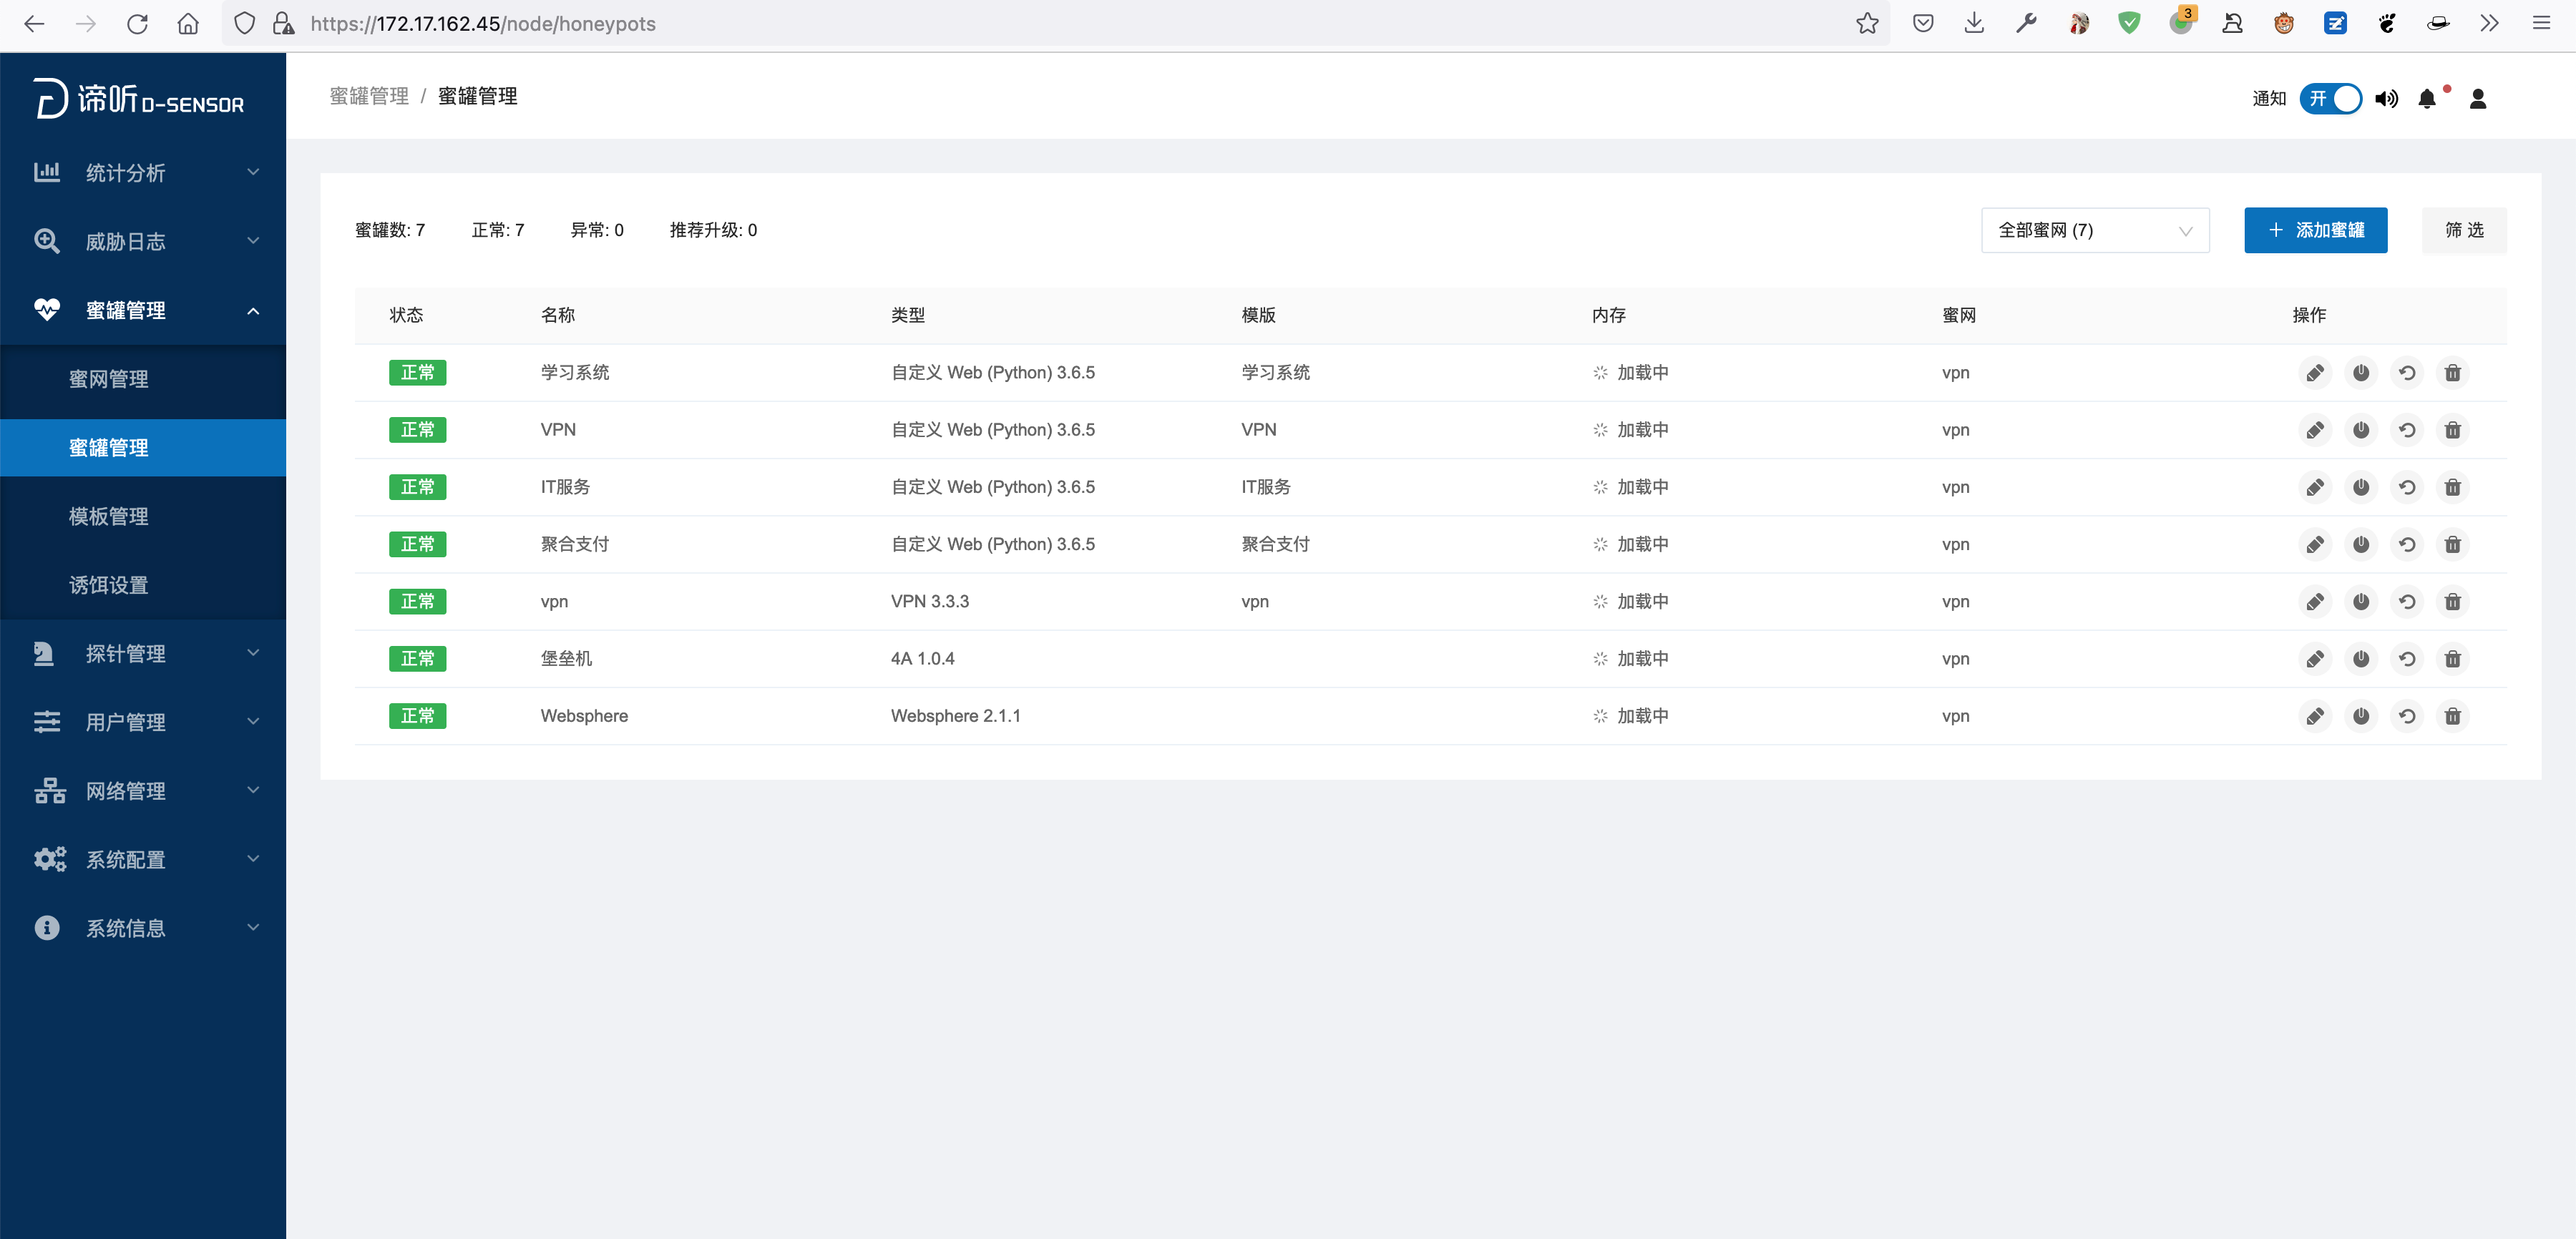 https://172.17.162.45/node/honeypots
3
谛听 D-SENSOR
蜜罐管理 / 蜜罐管理
通知 开
统计分析
威胁日志
蜜罐管理
蜜网管理
蜜罐管理
模板管理
诱饵设置
探针管理
用户管理
网络管理
系统配置
系统信息
蜜罐数: 7 正常: 7 异常: 0 推荐升级: 0
全部蜜网 (7) 添加蜜罐 筛 选
状态 名称 类型 模版 内存 蜜网 操作
正常 学习系统 自定义 Web (Python) 3.6.5 学习系统 加载中 vpn
正常 VPN 自定义 Web (Python) 3.6.5 VPN 加载中 vpn
正常 IT服务 自定义 Web (Python) 3.6.5 IT服务 加载中 vpn
正常 聚合支付 自定义 Web (Python) 3.6.5 聚合支付 加载中 vpn
正常 vpn VPN 3.3.3 vpn 加载中 vpn
正常 堡垒机 4A 1.0.4 加载中 vpn
正常 Websphere Websphere 2.1.1 加载中 vpn